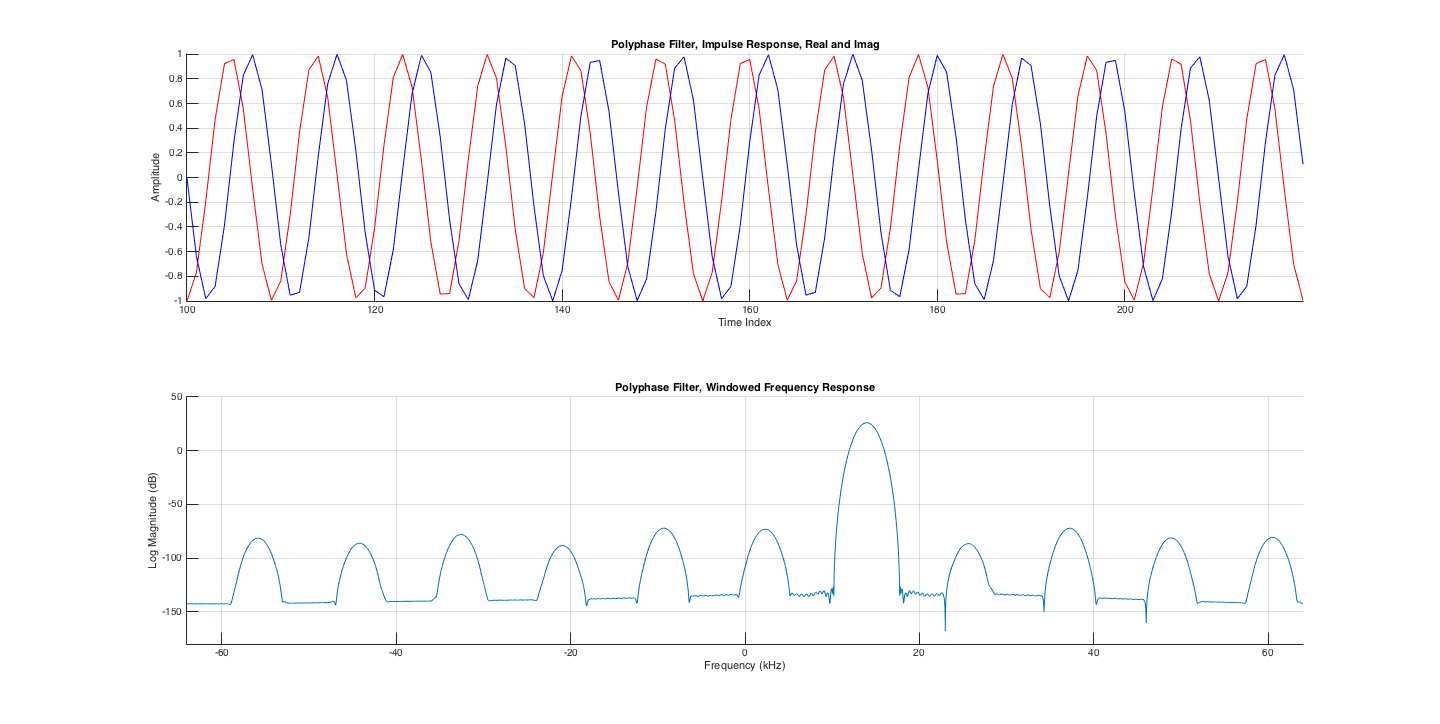 Polyphase Filter, Impulse Response, Real and Imag
1
0.8
0.6
0.4
0.2
0
-0.2
-0.4
-0.6
-0.8
-1
Amplitude
100 120 140 160 180 200
Time Index
Polyphase Filter, Windowed Frequency Response
50
0
-50
-100
-150
Log Magnitude (dB)
-60 -40 -20 0 20 40 60
Frequency (kHz)